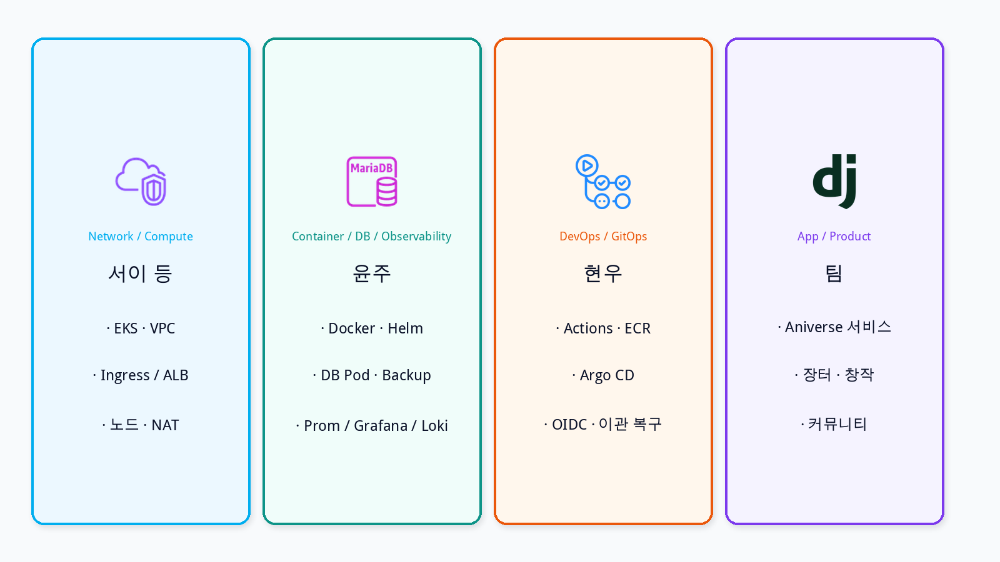 MariaDB
dj
Network / Compute
서이 등
· EKS · VPC
· Ingress / ALB
· 노드 · NAT
Container / DB / Observability
윤주
· Docker · Helm
· DB Pod · Backup
· Prom / Grafana / Loki
DevOps / GitOps
현우
· Actions · ECR
· Argo CD
· OIDC · 이관 복구
App / Product
팀
· Aniverse 서비스
· 장터 · 창작
· 커뮤니티